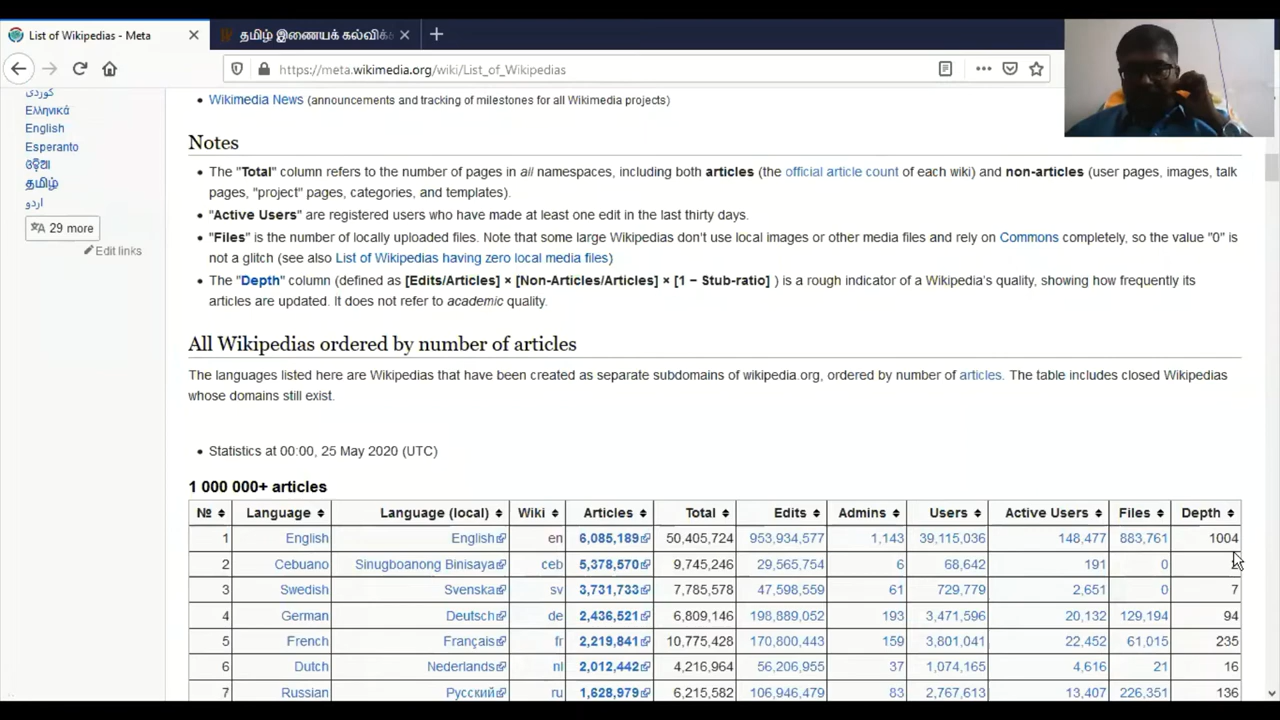 List of Wikipedias - Meta
தமிழ் இணையக் கல்விக்க
https://meta.wikimedia.org/wiki/List_of_Wikipedias
كوردی
Ελληνικά
English
Esperanto
ଓଡ଼ିଆ
தமிழ்
اردو
29 more
Edit links
• Wikimedia News (announcements and tracking of milestones for all Wikimedia projects)
Notes
• The "Total" column refers to the number of pages in all namespaces, including both articles (the official article count of each wiki) and non-articles (user pages, images, talk
pages, "project" pages, categories, and templates).
• "Active Users" are registered users who have made at least one edit in the last thirty days.
• "Files" is the number of locally uploaded files. Note that some large Wikipedias don't use local images or other media files and rely on Commons completely, so the value "0" is
not a glitch (see also List of Wikipedias having zero local media files)
• The "Depth" column (defined as [Edits/Articles] × [Non-Articles/Articles] × [1 − Stub-ratio] ) is a rough indicator of a Wikipedia's quality, showing how frequently its
articles are updated. It does not refer to academic quality.
All Wikipedias ordered by number of articles
The languages listed here are Wikipedias that have been created as separate subdomains of wikipedia.org, ordered by number of articles. The table includes closed Wikipedias
whose domains still exist.
• Statistics at 00:00, 25 May 2020 (UTC)
1 000 000+ articles
№ Language Language (local) Wiki Articles Total Edits Admins Users Active Users Files Depth
1 English English en 6,085,189 50,405,724 953,934,577 1,143 39,115,036 148,477 883,761 1004
2 Cebuano Sinugboanong Binisaya ceb 5,378,570 9,745,246 29,565,754 6 68,642 191 0
3 Swedish Svenska sv 3,731,733 7,785,578 47,598,559 61 729,779 2,651 0 7
4 German Deutsch de 2,436,521 6,809,146 198,889,052 193 3,471,596 20,132 129,194 94
5 French Français fr 2,219,841 10,775,428 170,800,443 159 3,801,041 22,452 61,015 235
6 Dutch Nederlands nl 2,012,442 4,216,964 56,206,955 37 1,074,165 4,616 21 16
7 Russian Русский ru 1,628,979 6,215,582 106,946,479 83 2,767,613 13,407 226,351 136